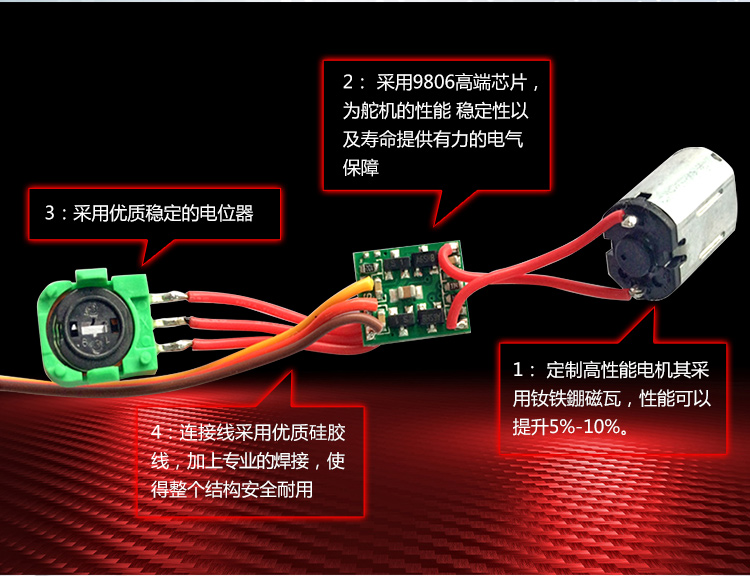 2： 采用9806高端芯片，
为舵机的性能 稳定性以
及寿命提供有力的电气
保障
3：采用优质稳定的电位器
1： 定制高性能电机其采
用钕铁鹏磁瓦，性能可以
提升5%-10%。
4：连接线采用优质硅胶
线，加上专业的焊接，使
得整个结构安全耐用